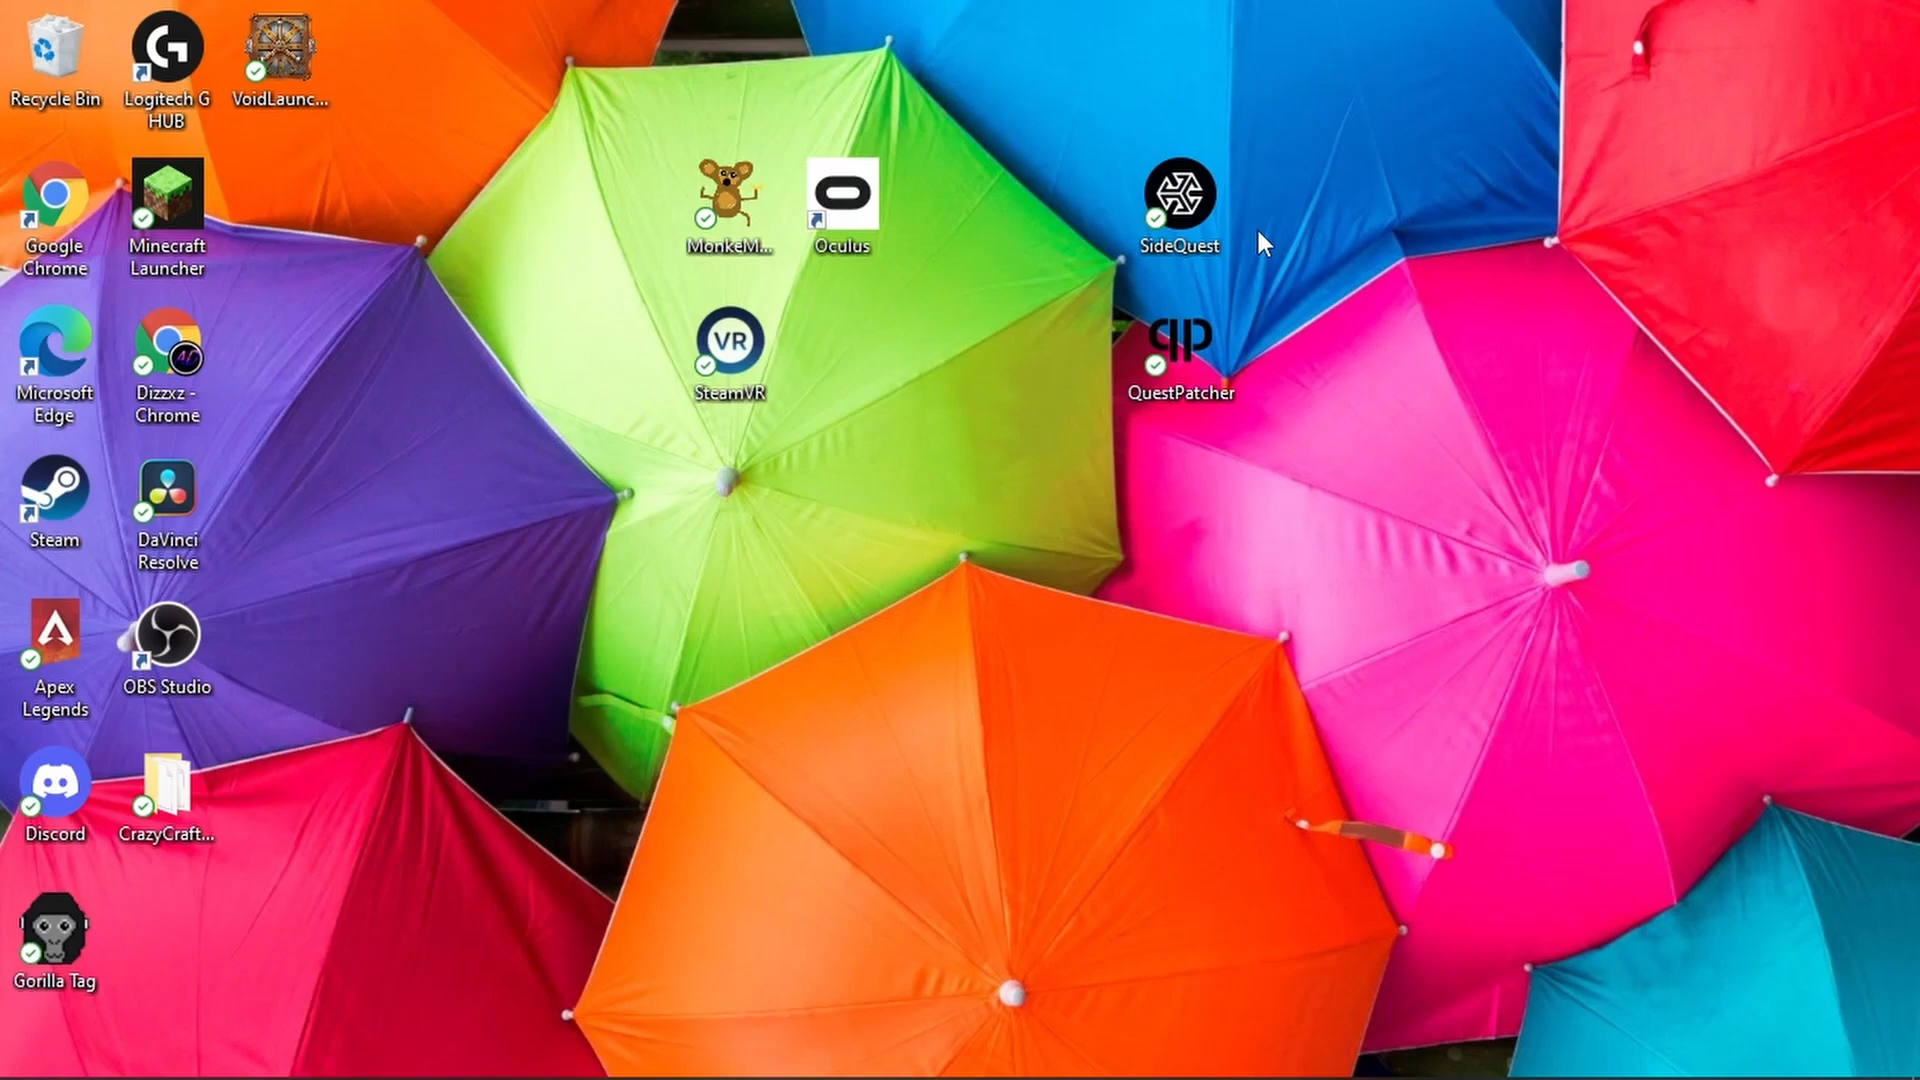 Recycle Bin
Logitech G
HUB
VoidLaunc...
Google
Chrome
Minecraft
Launcher
MonkeM...
Oculus
SideQuest
Microsoft
Edge
Dizzxz -
Chrome
VR
SteamVR
QuestPatcher
Steam
DaVinci
Resolve
Apex
Legends
OBS Studio
Discord
CrazyCraft...
Gorilla Tag